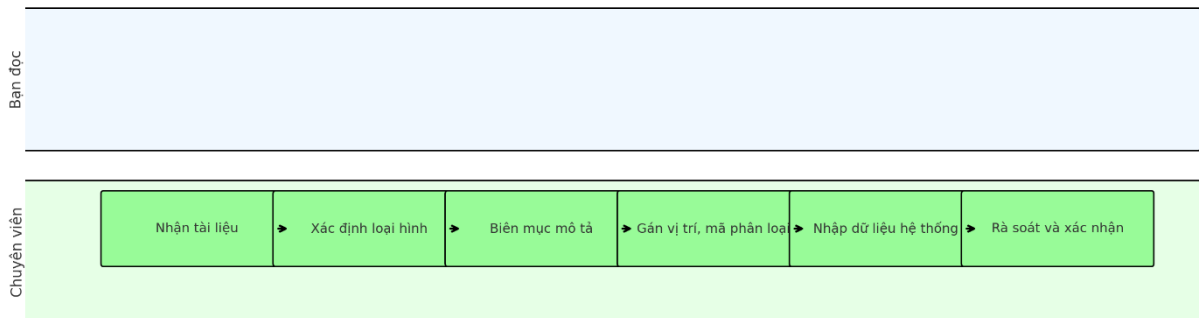 Bạn đọc
Chuyên viên
Nhận tài liệu
Xác định loại hình
Biên mục mô tả
Gán vị trí, mã phân loại
Nhập dữ liệu hệ thống
Rà soát và xác nhận